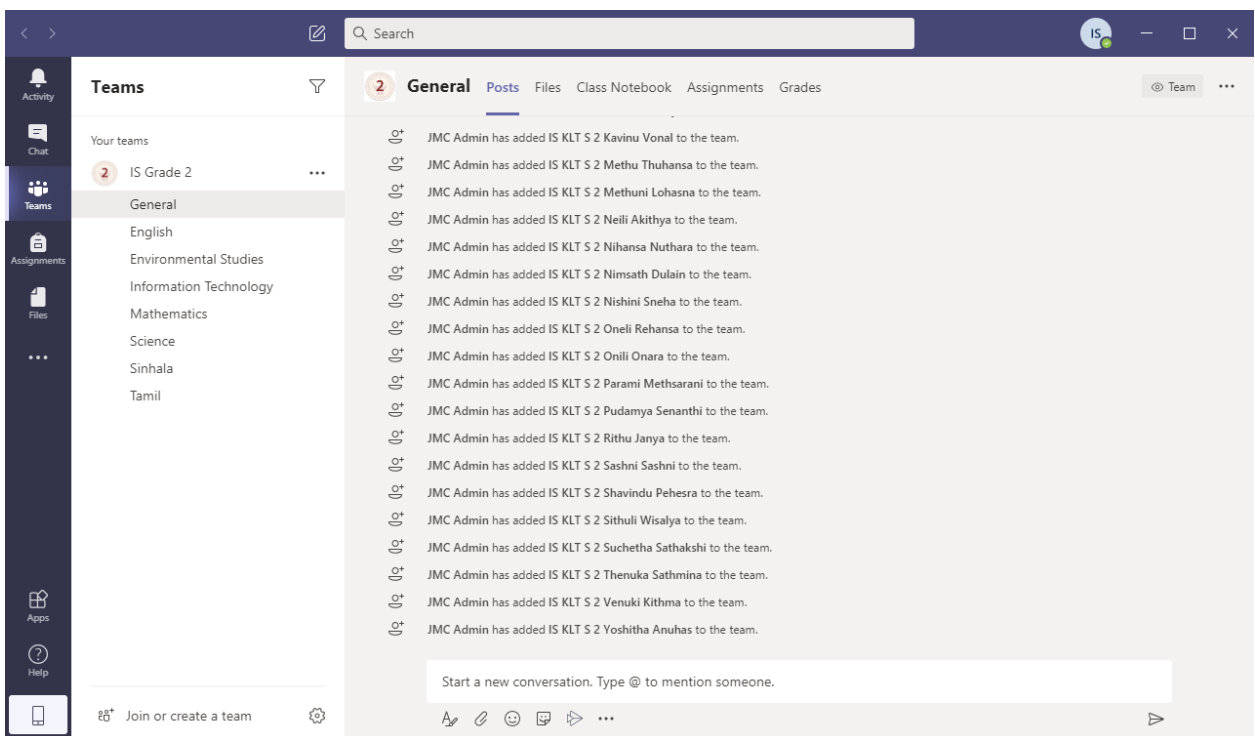 Search
IS
Activity
Chat
Teams
Assignments
Files
Apps
Help
Teams
Your teams
2 IS Grade 2
General
English
Environmental Studies
Information Technology
Mathematics
Science
Sinhala
Tamil
Join or create a team
2 General Posts Files Class Notebook Assignments Grades Team
JMC Admin has added IS KLT S 2 Kavinu Vonal to the team.
JMC Admin has added IS KLT S 2 Methu Thuhansa to the team.
JMC Admin has added IS KLT S 2 Methuni Lohasna to the team.
JMC Admin has added IS KLT S 2 Neili Akithya to the team.
JMC Admin has added IS KLT S 2 Nihansa Nuthara to the team.
JMC Admin has added IS KLT S 2 Nimsath Dulain to the team.
JMC Admin has added IS KLT S 2 Nishini Sneha to the team.
JMC Admin has added IS KLT S 2 Oneli Rehansa to the team.
JMC Admin has added IS KLT S 2 Onili Onara to the team.
JMC Admin has added IS KLT S 2 Parami Methsarani to the team.
JMC Admin has added IS KLT S 2 Pudamya Senanthi to the team.
JMC Admin has added IS KLT S 2 Rithu Janya to the team.
JMC Admin has added IS KLT S 2 Sashni Sashni to the team.
JMC Admin has added IS KLT S 2 Shavindu Pehesra to the team.
JMC Admin has added IS KLT S 2 Sithuli Wisalya to the team.
JMC Admin has added IS KLT S 2 Suchetha Sathakshi to the team.
JMC Admin has added IS KLT S 2 Thenuka Sathmina to the team.
JMC Admin has added IS KLT S 2 Venuki Kithma to the team.
JMC Admin has added IS KLT S 2 Yoshitha Anuhas to the team.
Start a new conversation. Type @ to mention someone.